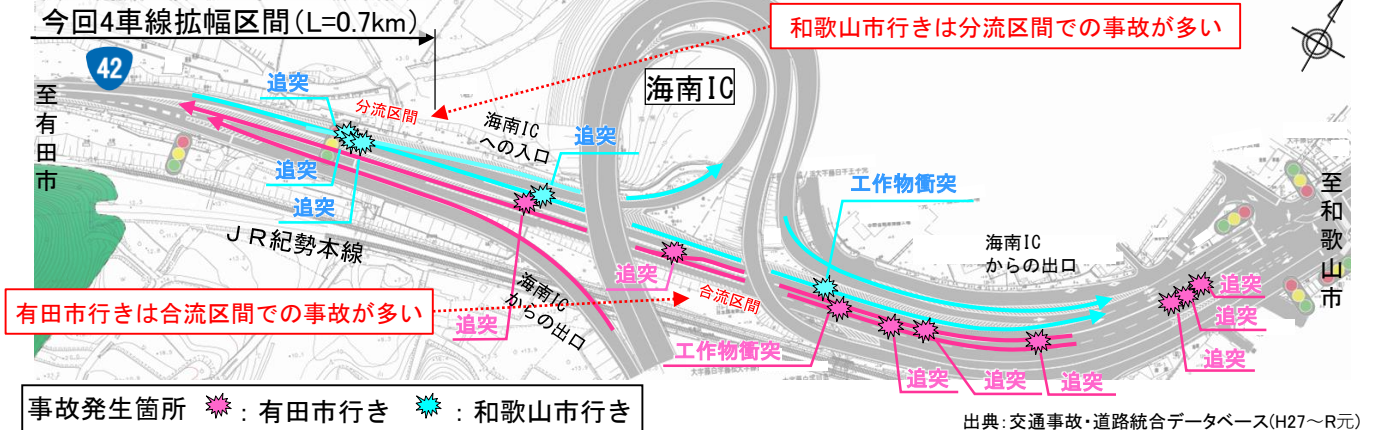 今回4車線拡幅区間(L=0.7km)
和歌山市行きは分流区間での事故が多い
42
海南IC
至有田市
追突
分流区間
海南IC
への入口
追突
追突
追突
工作物衝突
至和歌山市
JR紀勢本線
海南IC
からの出口
追突
追突
追突
追突
有田市行きは合流区間での事故が多い
海南IC
からの出口
合流区間
追突
工作物衝突
追突
追突
追突
事故発生箇所 : 有田市行き : 和歌山市行き
出典:交通事故・道路統合データベース(H27～R元)